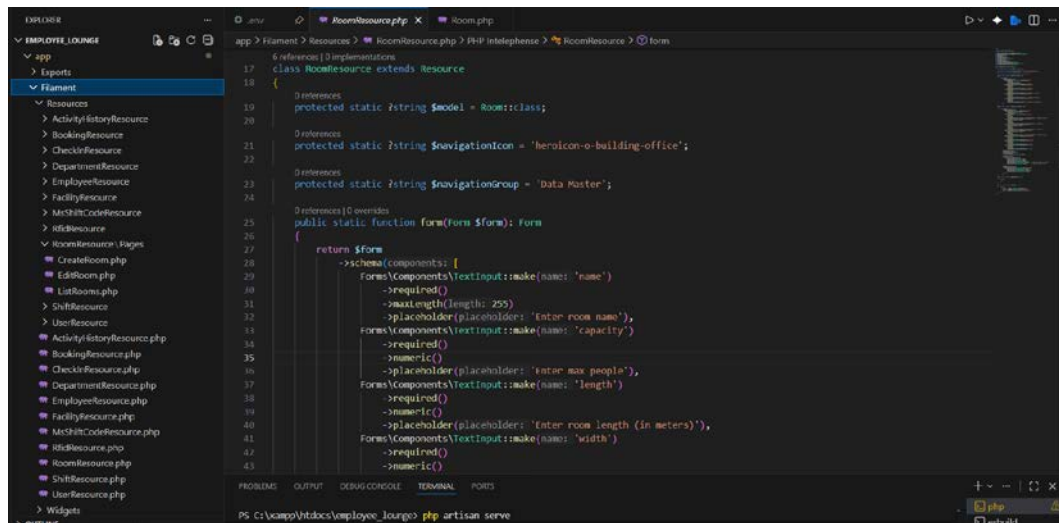 EXPLORER
EMPLOYEE_LOUNGE
app
Exports
Filament
Resources
ActivityHistoryResource
BookingResource
CheckInResource
DepartmentResource
EmployeeResource
FacilityResource
MsShiftCodeResource
RfidResource
RoomResource\Pages
CreateRoom.php
EditRoom.php
ListRooms.php
ShiftResource
UserResource
ActivityHistoryResource.php
BookingResource.php
CheckInResource.php
DepartmentResource.php
EmployeeResource.php
FacilityResource.php
MsShiftCodeResource.php
RfidResource.php
RoomResource.php
ShiftResource.php
UserResource.php
Widgets
.env RoomResource.php Room.php
app > Filament > Resources > RoomResource.php > PHP Intelephense > RoomResource > form
6 references | 0 implementations
17 class RoomResource extends Resource
18 {
0 references
19 protected static ?string $model = Room::class;
20
0 references
21 protected static ?string $navigationIcon = 'heroicon-o-building-office';
22
0 references
23 protected static ?string $navigationGroup = 'Data Master';
24
0 references | 0 overrides
25 public static function form(Form $form): Form
26 {
27 return $form
28 ->schema(components: [
29 Forms\Components\TextInput::make(name: 'name')
30 ->required()
31 ->maxLength(length: 255)
32 ->placeholder(placeholder: 'Enter room name'),
33 Forms\Components\TextInput::make(name: 'capacity')
34 ->required()
35 ->numeric()
36 ->placeholder(placeholder: 'Enter max people'),
37 Forms\Components\TextInput::make(name: 'length')
38 ->required()
39 ->numeric()
40 ->placeholder(placeholder: 'Enter room length (in meters)'),
41 Forms\Components\TextInput::make(name: 'width')
42 ->required()
43 ->numeric()
PROBLEMS OUTPUT DEBUG CONSOLE TERMINAL PORTS
PS C:\xampp\htdocs\employee_lounge> php artisan serve
php